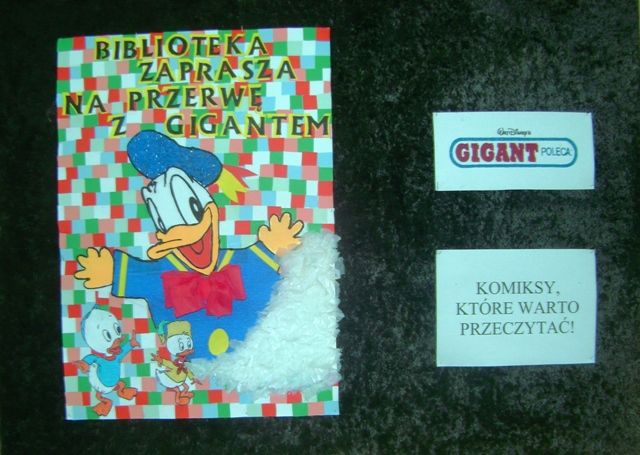 BIBLIOTEKA
ZAPRASZA
NA PRZERWĘ
Z GIGANTEM
Walt Disney's
GIGANT POLECA
KOMIKSY,
KTÓRE WARTO
PRZECZYTAĆ!